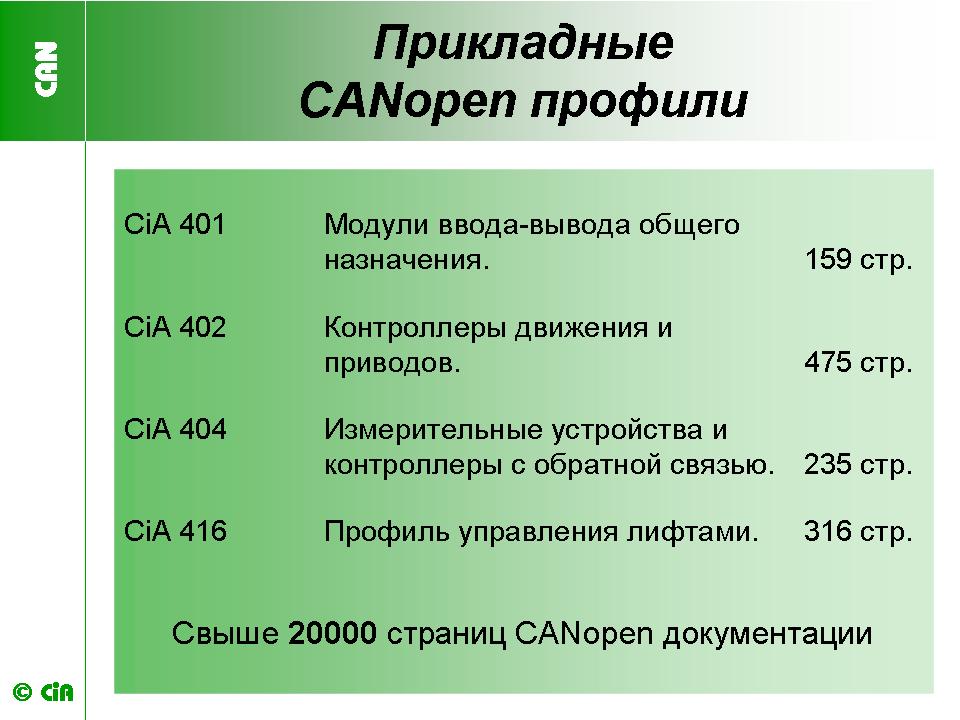 CAN
Прикладные
CANopen профили
CiA 401 Модули ввода-вывода общего
назначения. 159 стр.
CiA 402 Контроллеры движения и
приводов. 475 стр.
CiA 404 Измерительные устройства и
контроллеры с обратной связью. 235 стр.
CiA 416 Профиль управления лифтами. 316 стр.
Свыше 20000 страниц CANopen документации
© CiA